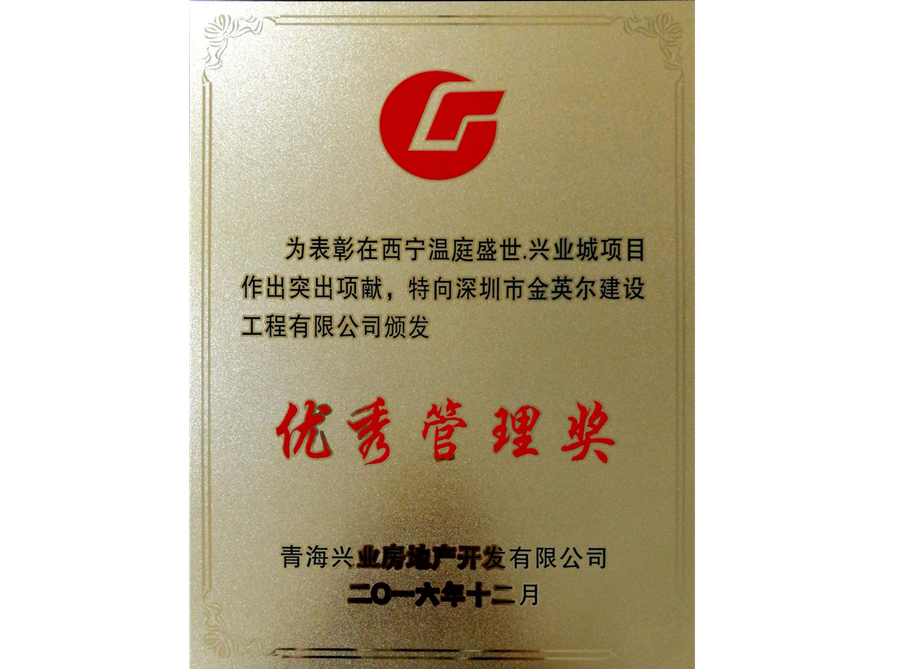 为表彰在西宁温庭盛世.兴业城项目
作出突出项献，特向深圳市金英尔建设
工程有限公司颁发
优秀管理奖
青海兴业房地产开发有限公司
二〇一六年十二月